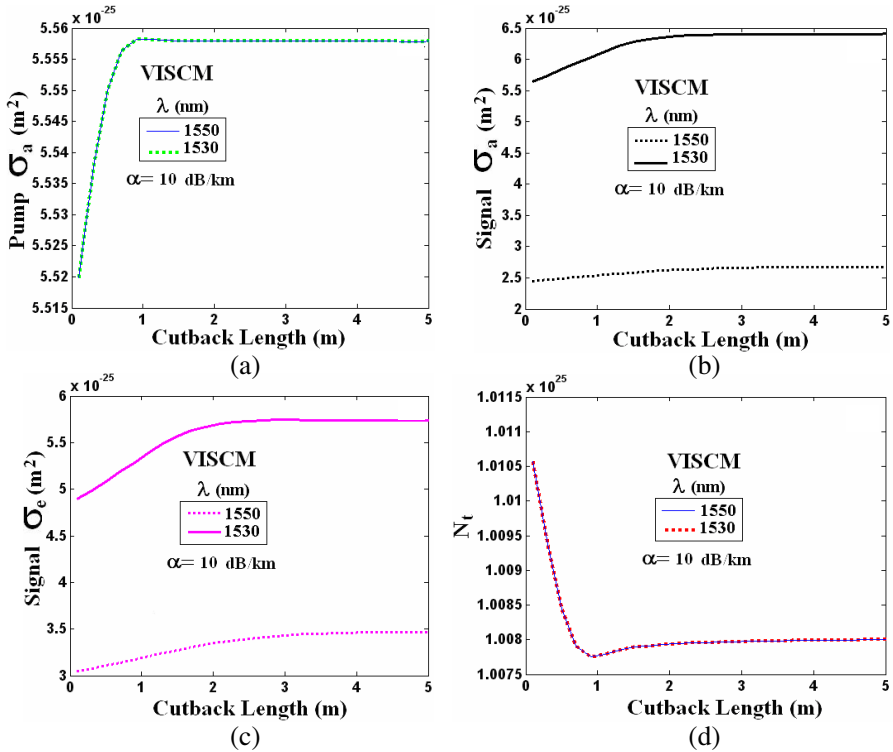 x 10-25
5.56
5.555
5.55
5.54
5.53
5.520
5.515
Pump σa (m2)
VISCM
λ (nm)
1550
1530
α= 10 dB/km
0 1 2 3 4 5
Cutback Length (m)
(a)
x 10-25
6.5
6
5.5
5
4.5
4
3.5
3
2.5
2
Signal σa (m2)
VISCM
λ (nm)
1550
1530
α= 10 dB/km
0 1 2 3 4 5
Cutback Length (m)
(b)
x 10-25
6
5.5
5
4.5
4
3.5
3
Signal σe (m2)
VISCM
λ (nm)
1550
1530
α= 10 dB/km
0 1 2 3 4 5
Cutback Length (m)
(c)
x 10 25
1.0115
1.011
1.0105
1.01
1.0095
1.009
1.0085
1.008
1.0075
Nt
VISCM
λ (nm)
1550
1530
α= 10 dB/km
0 1 2 3 4 5
Cutback Length (m)
(d)